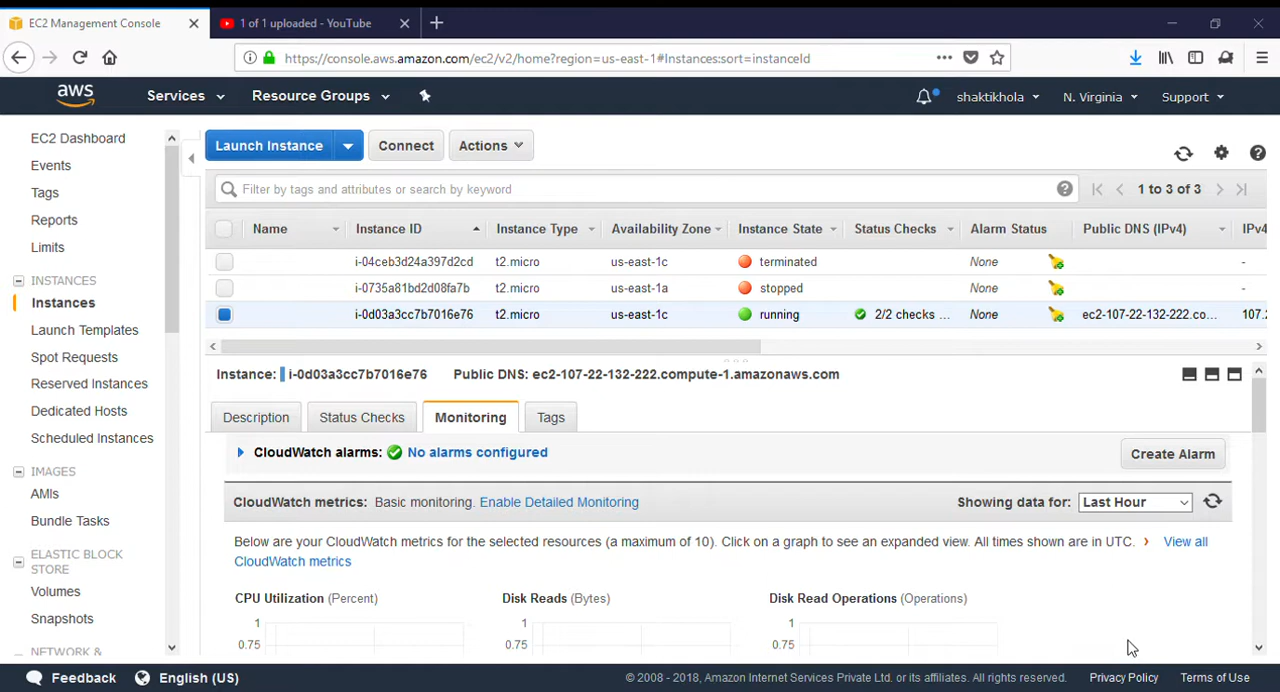 EC2 Management Console
1 of 1 uploaded - YouTube
https://console.aws.amazon.com/ec2/v2/home?region=us-east-1#Instances:sort=instanceId
aws Services Resource Groups shaktikhola N. Virginia Support
EC2 Dashboard
Events
Tags
Reports
Limits
INSTANCES
Instances
Launch Templates
Spot Requests
Reserved Instances
Dedicated Hosts
Scheduled Instances
IMAGES
AMIs
Bundle Tasks
ELASTIC BLOCK
STORE
Volumes
Snapshots
NETWORK &
Launch Instance Connect Actions
Filter by tags and attributes or search by keyword
1 to 3 of 3
Name Instance ID Instance Type Availability Zone Instance State Status Checks Alarm Status Public DNS (IPv4) IPv4
i-04ceb3d24a397d2cd t2.micro us-east-1c terminated None -
i-0735a81bd2d08fa7b t2.micro us-east-1a stopped None -
i-0d03a3cc7b7016e76 t2.micro us-east-1c running 2/2 checks ... None ec2-107-22-132-222.co... 107.2
Instance: i-0d03a3cc7b7016e76 Public DNS: ec2-107-22-132-222.compute-1.amazonaws.com
Description Status Checks Monitoring Tags
CloudWatch alarms: No alarms configured
Create Alarm
CloudWatch metrics: Basic monitoring. Enable Detailed Monitoring
Showing data for: Last Hour
Below are your CloudWatch metrics for the selected resources (a maximum of 10). Click on a graph to see an expanded view. All times shown are in UTC. View all
CloudWatch metrics
CPU Utilization (Percent) Disk Reads (Bytes) Disk Read Operations (Operations)
1 1 1
0.75 0.75 0.75
Feedback English (US)
© 2008 - 2018, Amazon Internet Services Private Ltd. or its affiliates. All rights reserved. Privacy Policy Terms of Use